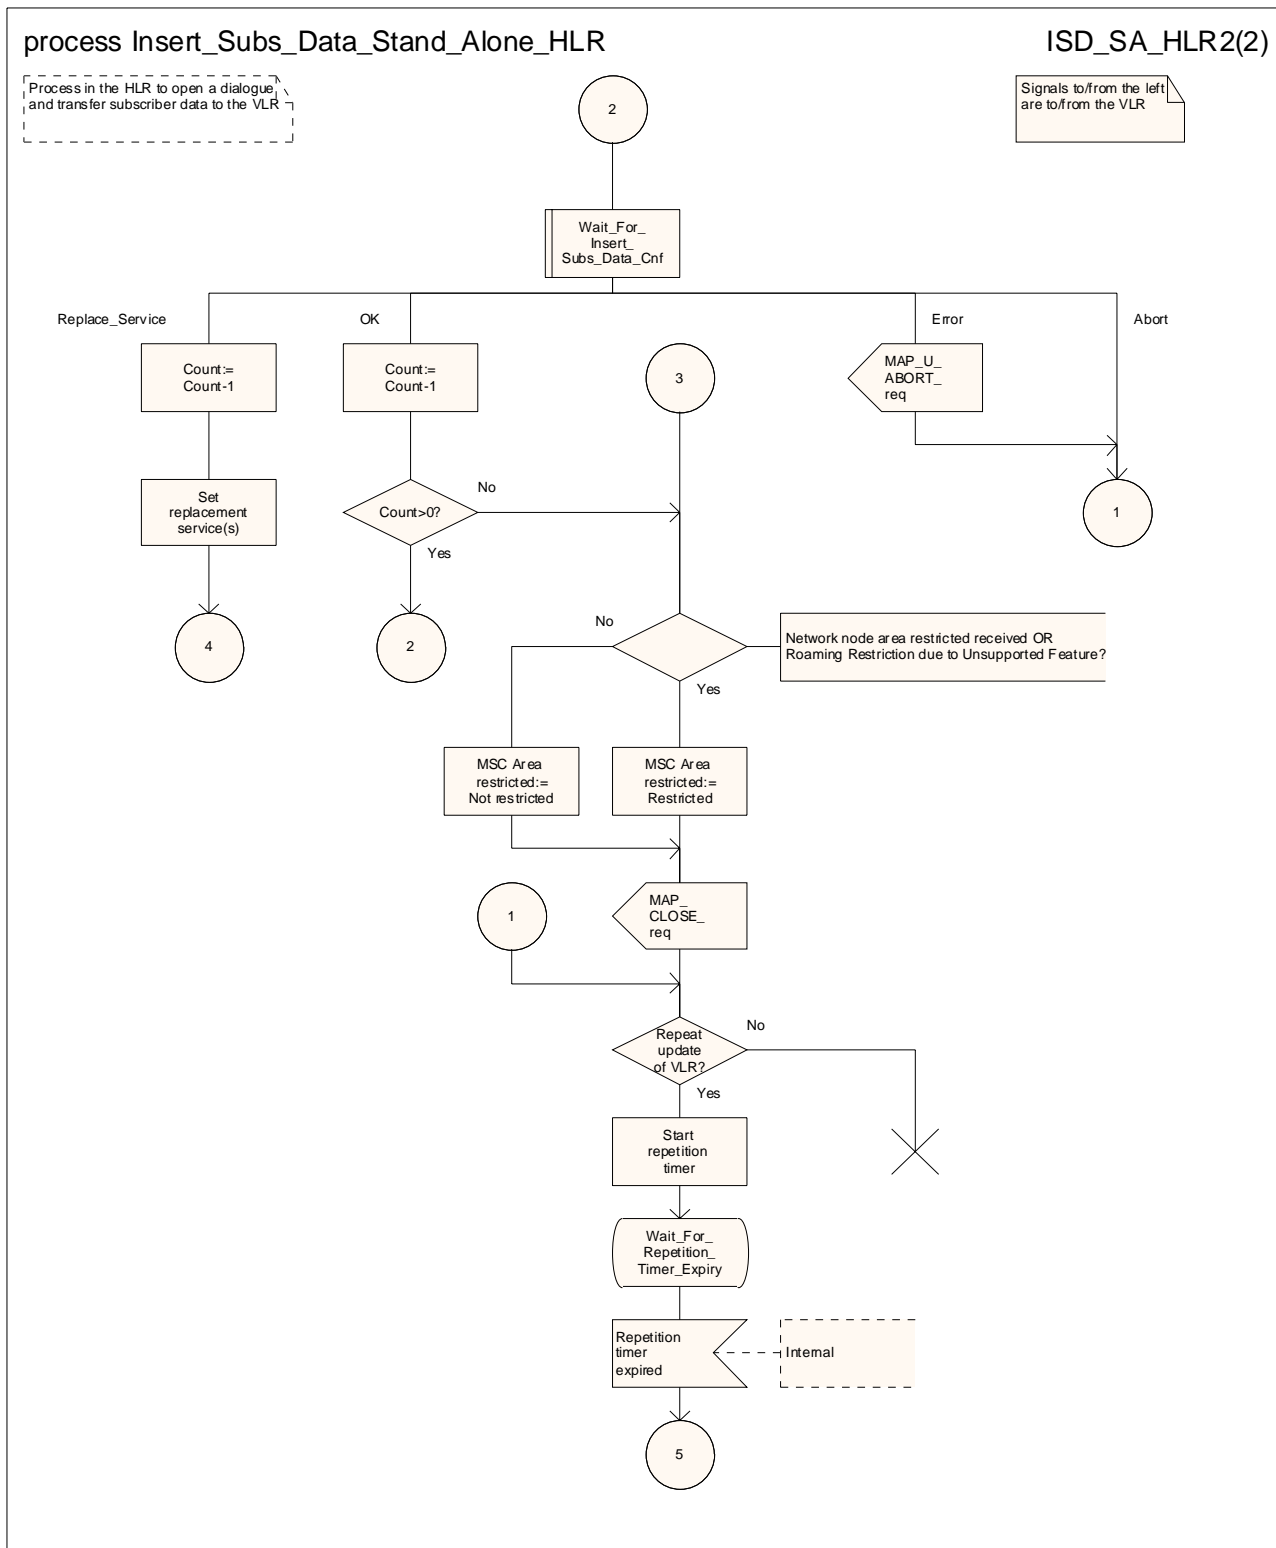 process Insert_Subs_Data_Stand_Alone_HLR
ISD_SA_HLR2(2)
Process in the HLR to open a dialogue
and transfer subscriber data to the VLR
2
Signals to/from the left
are to/from the VLR
Wait_For_
Insert_
Subs_Data_Cnf
Replace_Service
OK
Error
Abort
Count:=
Count-1
Count:=
Count-1
3
MAP_U_
ABORT_
req
Set
replacement
service(s)
Count>0?
No
Yes
1
4
2
No
Yes
Network node area restricted received OR
Roaming Restriction due to Unsupported Feature?
MSC Area
restricted:=
Not restricted
MSC Area
restricted:=
Restricted
1
MAP_
CLOSE_
req
Repeat
update
of VLR?
No
Yes
Start
repetition
timer
Wait_For_
Repetition_
Timer_Expiry
Repetition
timer
expired
Internal
5